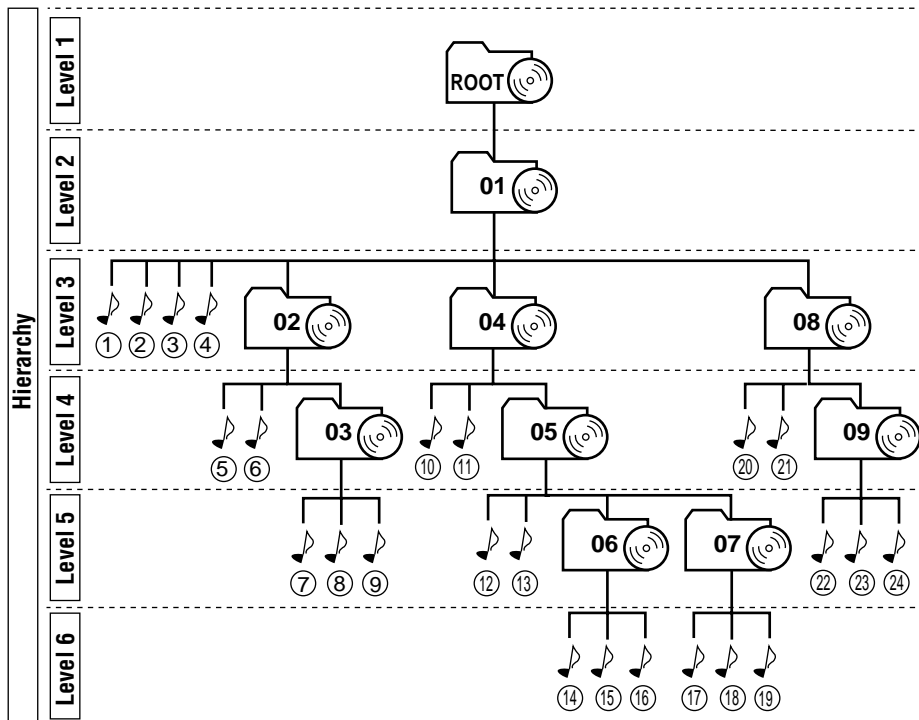 Hierarchy
Level 1
ROOT
Level 2
01
Level 3
① ② ③ ④ 02 04 08
Level 4
⑤ ⑥ 03 ⑩ ⑪ 05 ⑳ ㉑ 09
Level 5
⑦ ⑧ ⑨ ⑫ ⑬ 06 07 ㉒ ㉓ ㉔
Level 6
⑭ ⑮ ⑯ ⑰ ⑱ ⑲